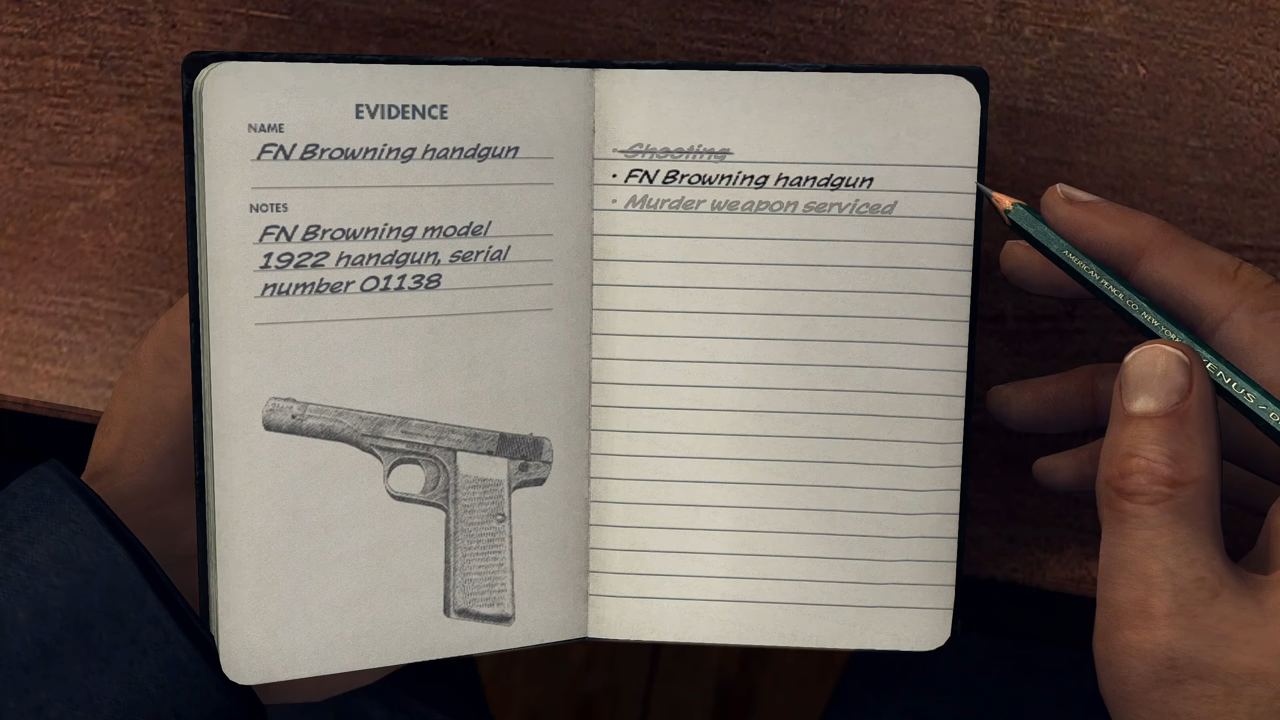 EVIDENCE
NAME
FN Browning handgun
NOTES
FN Browning model
1922 handgun, serial
number 01138
• Shooting
• FN Browning handgun
• Murder weapon serviced
AMERICAN PENCIL CO. NEW YORK
VENUS